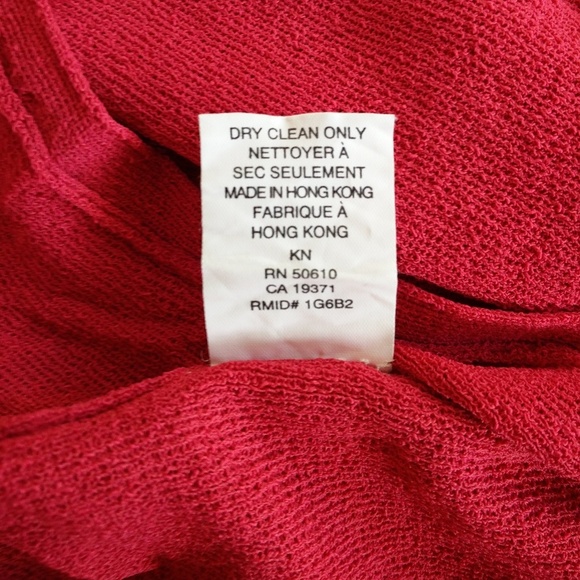 DRY CLEAN ONLY
NETTOYER À
SEC SEULEMENT
MADE IN HONG KONG
FABRIQUE À
HONG KONG
KN
RN 50610
CA 19371
RMID# 1G6B2